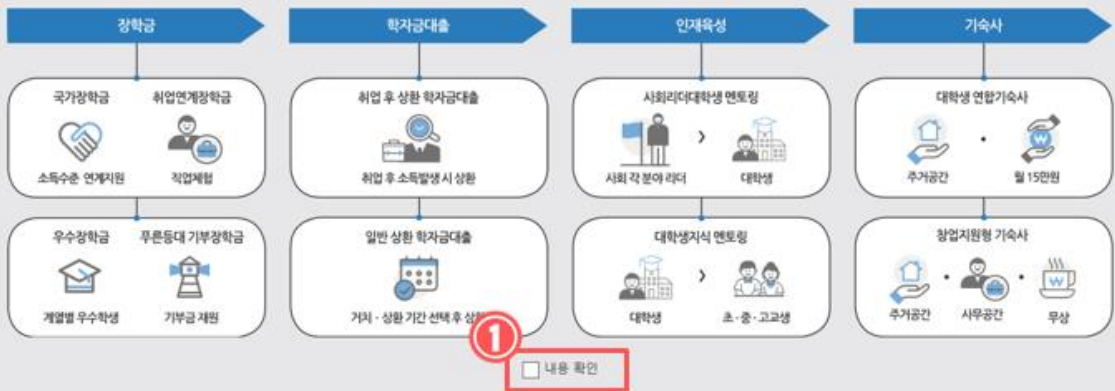 장학금
학자금대출
인재육성
기숙사
국가장학금 취업연계장학금
소득수준 연계지원 직업체험
취업 후 상환 학자금대출
취업 후 소득발생 시 상환
사회리더대학생 멘토링
사회 각 분야 리더 대학생
대학생 연합기숙사
주거공간 월 15만원
우수장학금 푸른등대 기부장학금
계열별 우수학생 기부금 재원
일반 상환 학자금대출
거치 · 상환 기간 선택 후 상환
대학생지식 멘토링
대학생 초 · 중 · 고교생
창업지원형 기숙사
주거공간 사무공간 무상
1
내용 확인